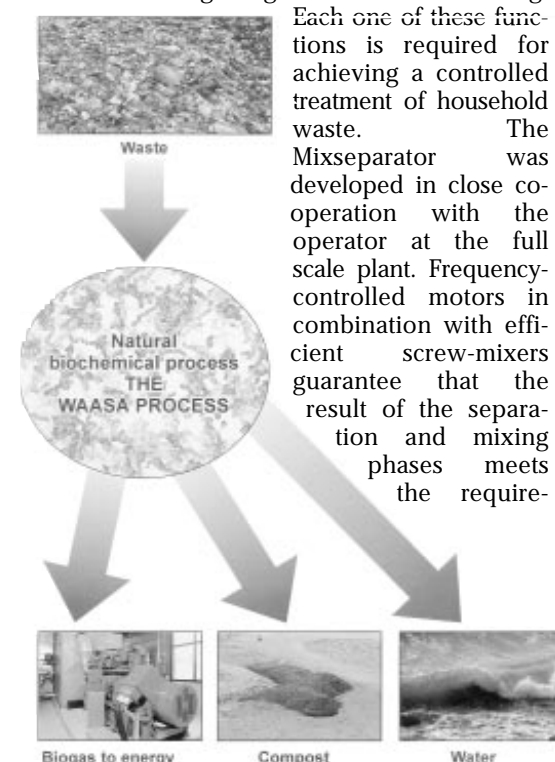 Each one of these func-
tions is required for
achieving a controlled
treatment of household
waste. The
Mixseparator was
developed in close co-
operation with the
operator at the full
scale plant. Frequency-
controlled motors in
combination with effi-
cient screw-mixers
guarantee that the
result of the separa-
tion and mixing
phases meets
the require-
Waste
Natural
biochemical process
THE
WAASA PROCESS
Biogas to energy
Compost
Water